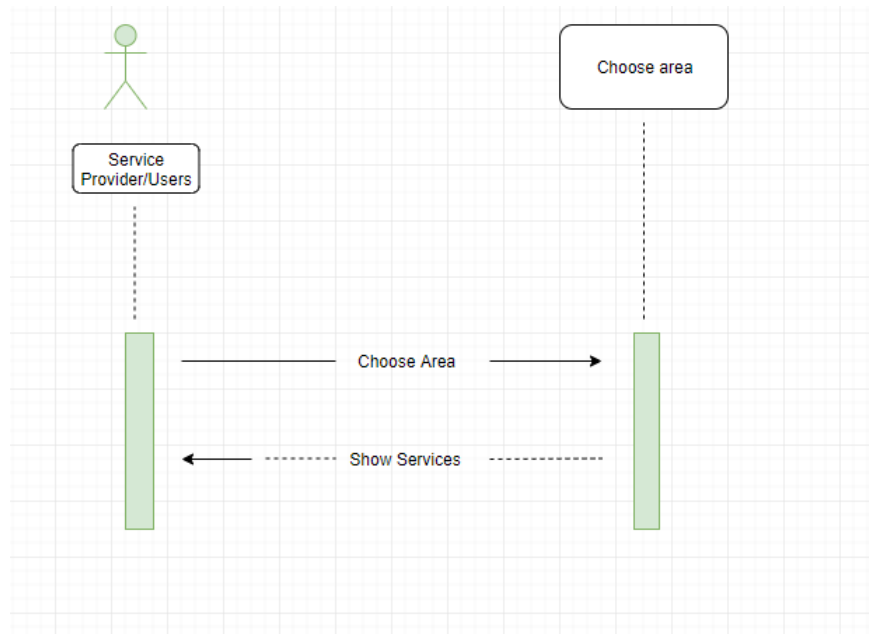 Choose area
Service
Provider/Users
Choose Area
Show Services